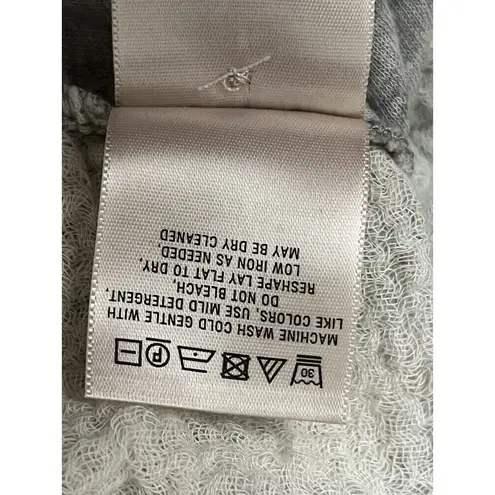 30 P
MACHINE WASH COLD GENTLE WITH
LIKE COLORS, USE MILD DETERGENT,
DO NOT BLEACH,
RESHAPE LAY FLAT TO DRY,
LOW IRON AS NEEDED,
MAY BE DRY CLEANED